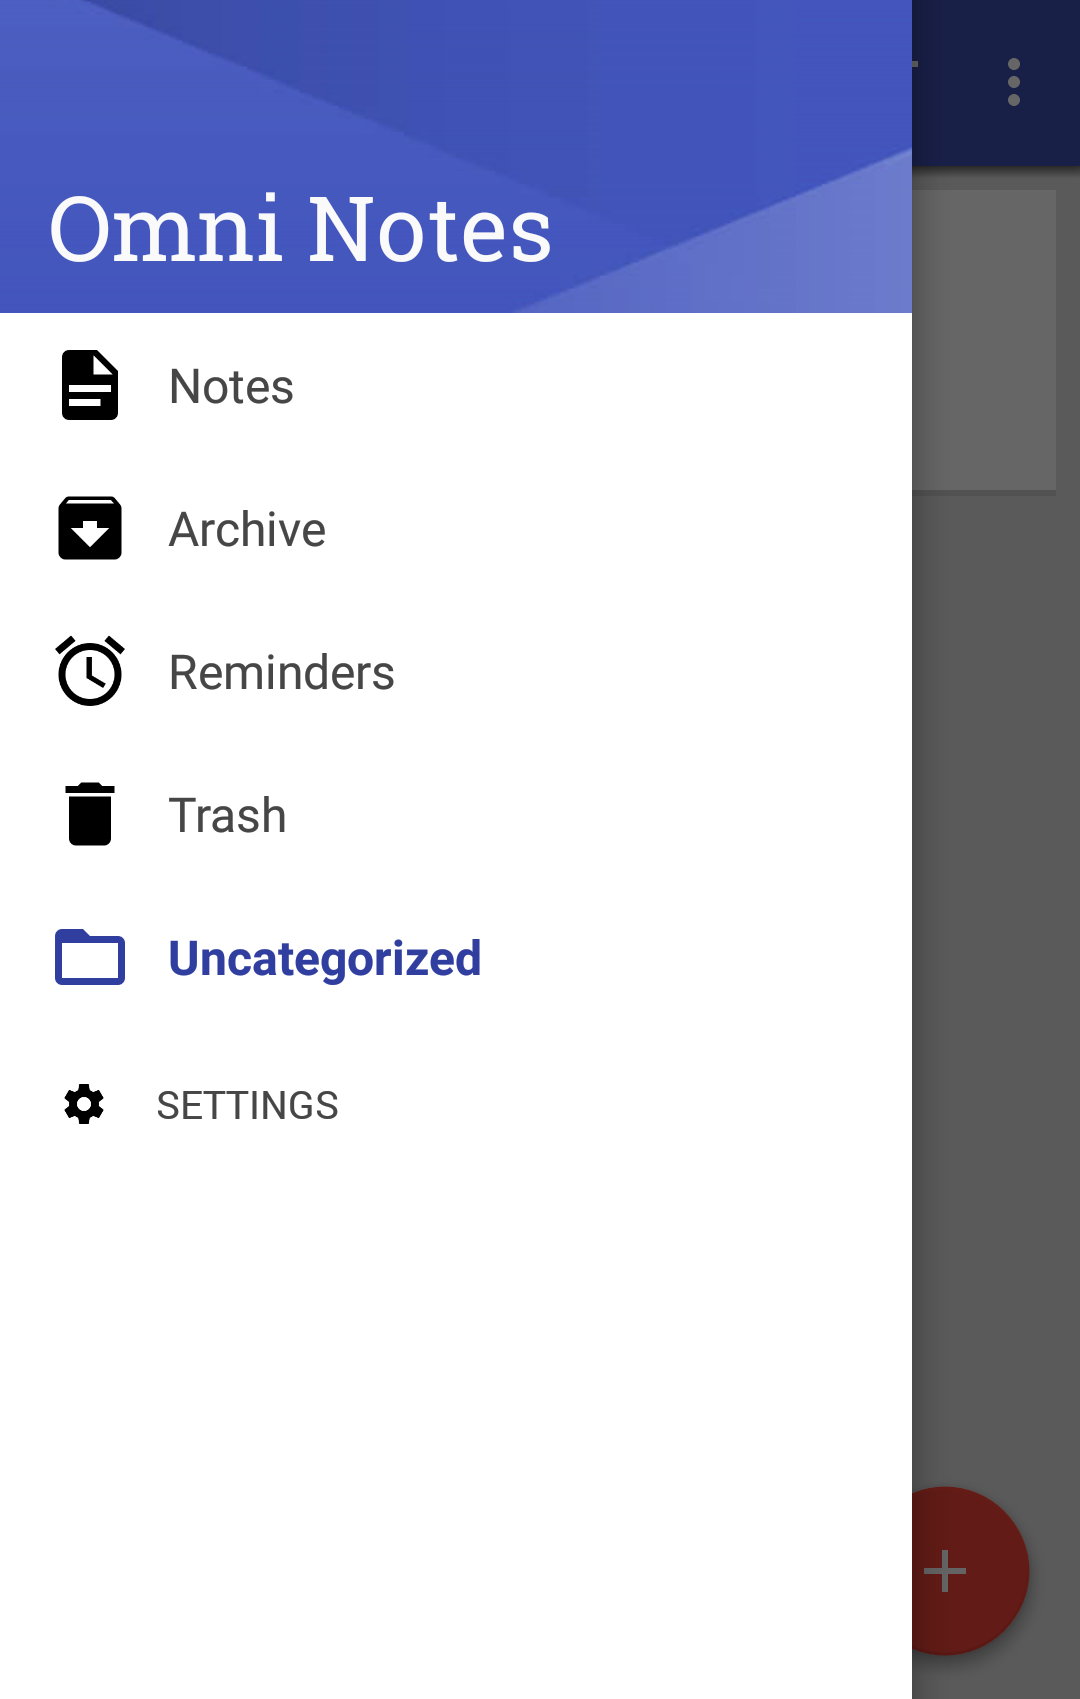 Omni Notes
Notes
Archive
Reminders
Trash
Uncategorized
SETTINGS